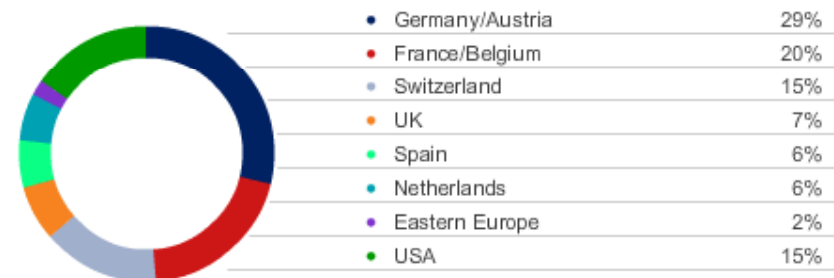 Germany/Austria 29%
France/Belgium 20%
Switzerland 15%
UK 7%
Spain 6%
Netherlands 6%
Eastern Europe 2%
USA 15%